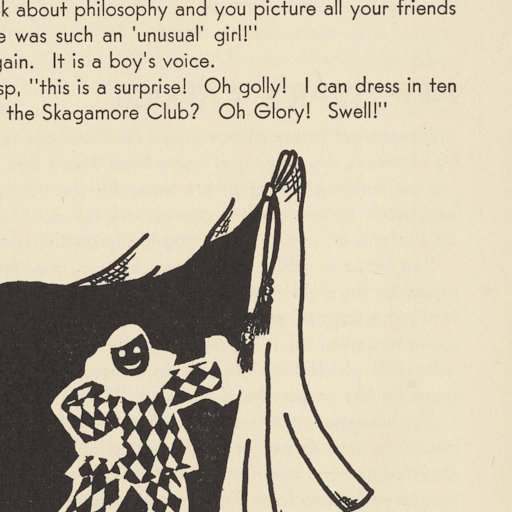 k about philosophy and you picture all your friends
e was such an 'unusual' girl!"
gain. It is a boy's voice.
sp, "this is a surprise! Oh golly! I can dress in ten
the Skagamore Club? Oh Glory! Swell!"